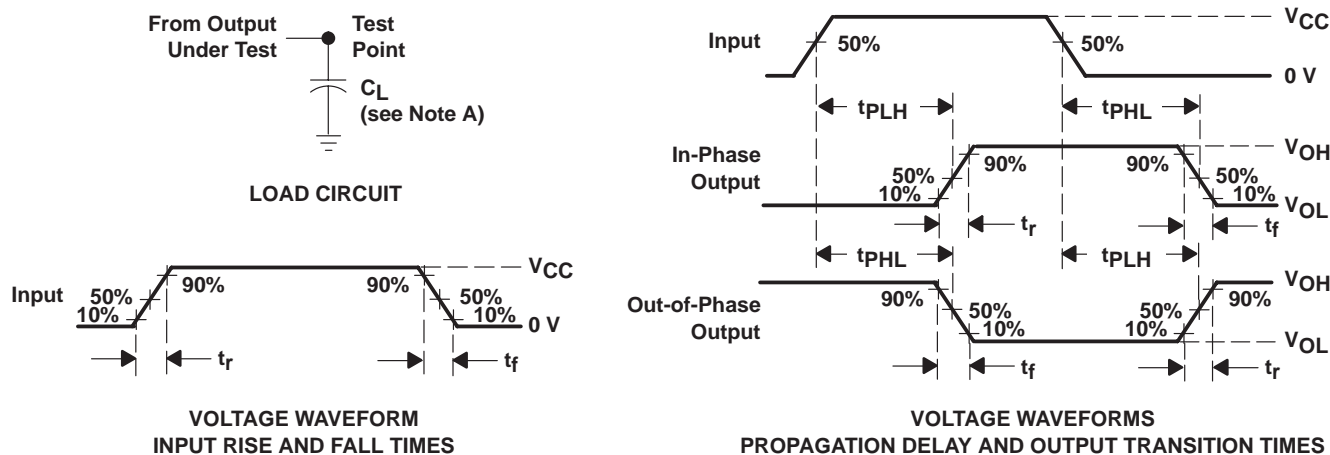 From Output
Under Test
Test
Point
CL
(see Note A)
LOAD CIRCUIT
Input
50%
10%
90%
90%
50%
10%
VCC
0 V
tr
tf
VOLTAGE WAVEFORM
INPUT RISE AND FALL TIMES
Input
50%
50%
VCC
0 V
tPLH
tPHL
In-Phase
Output
50%
10%
90%
90%
50%
10%
VOH
VOL
tr
tf
tPHL
tPLH
Out-of-Phase
Output
90%
50%
10%
50%
10%
90%
VOH
VOL
tf
tr
VOLTAGE WAVEFORMS
PROPAGATION DELAY AND OUTPUT TRANSITION TIMES